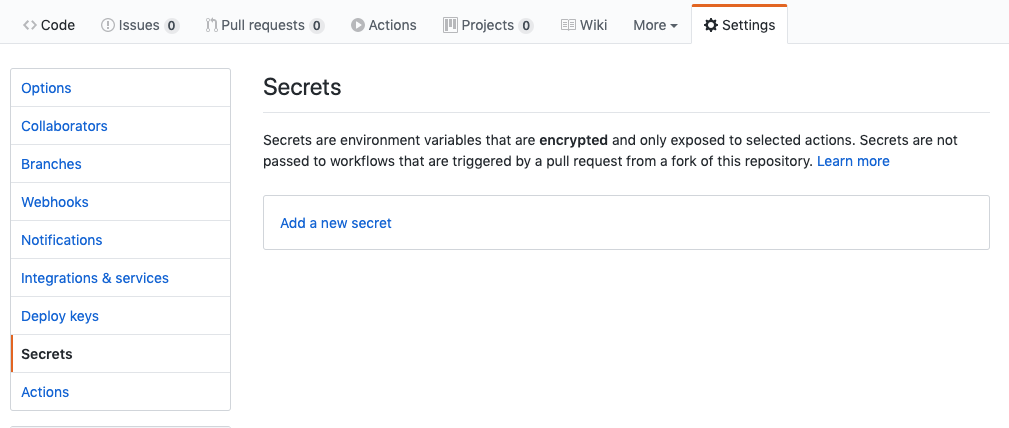 Code Issues 0 Pull requests 0 Actions Projects 0 Wiki More Settings
Options
Collaborators
Branches
Webhooks
Notifications
Integrations & services
Deploy keys
Secrets
Actions
Secrets
Secrets are environment variables that are encrypted and only exposed to selected actions. Secrets are not
passed to workflows that are triggered by a pull request from a fork of this repository. Learn more
Add a new secret